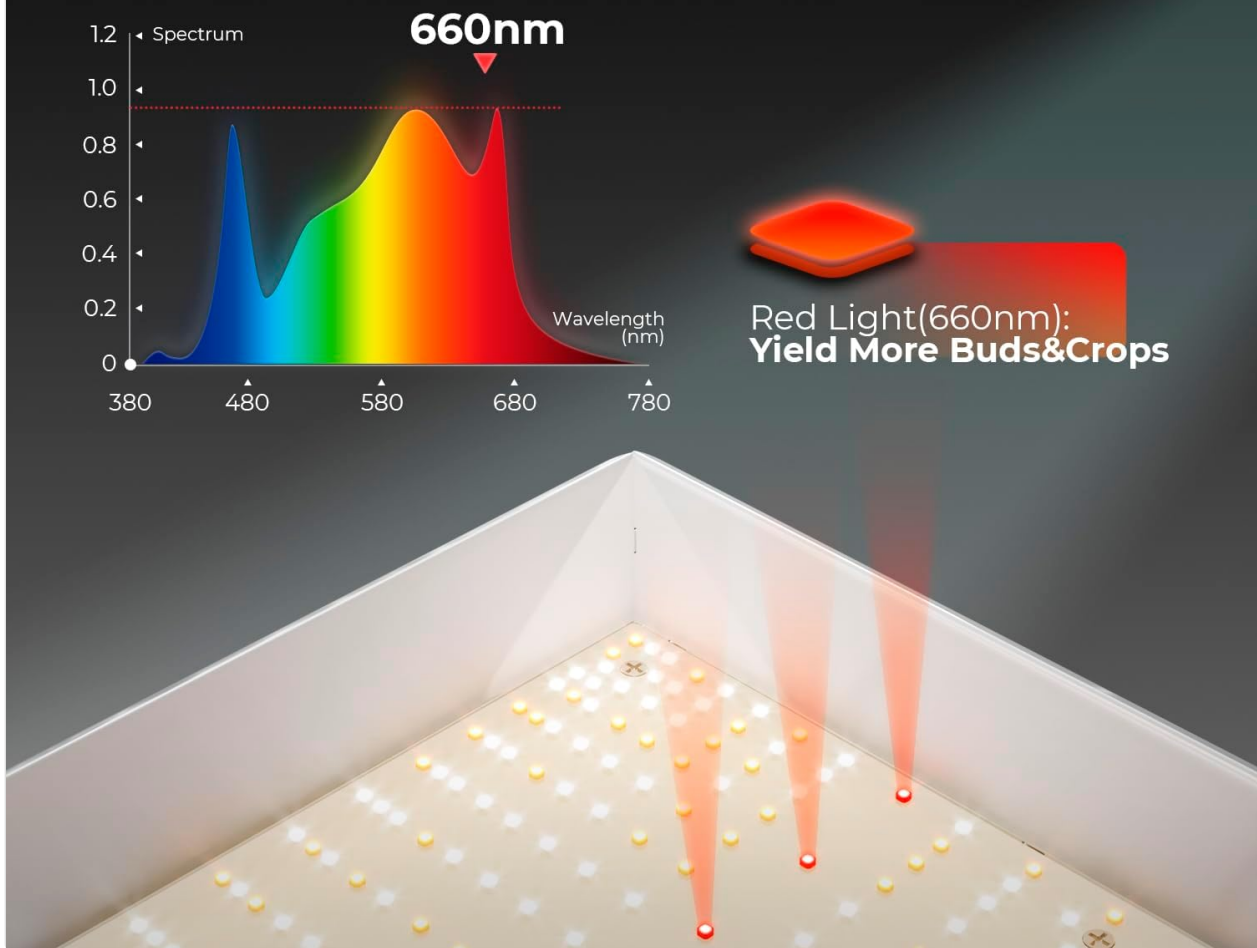 660nm
1.2
Spectrum
1.0
0.8
0.6
0.4
0.2
0
Wavelength
(nm)
380 480 580 680 780
Red Light(660nm):
Yield More Buds&Crops